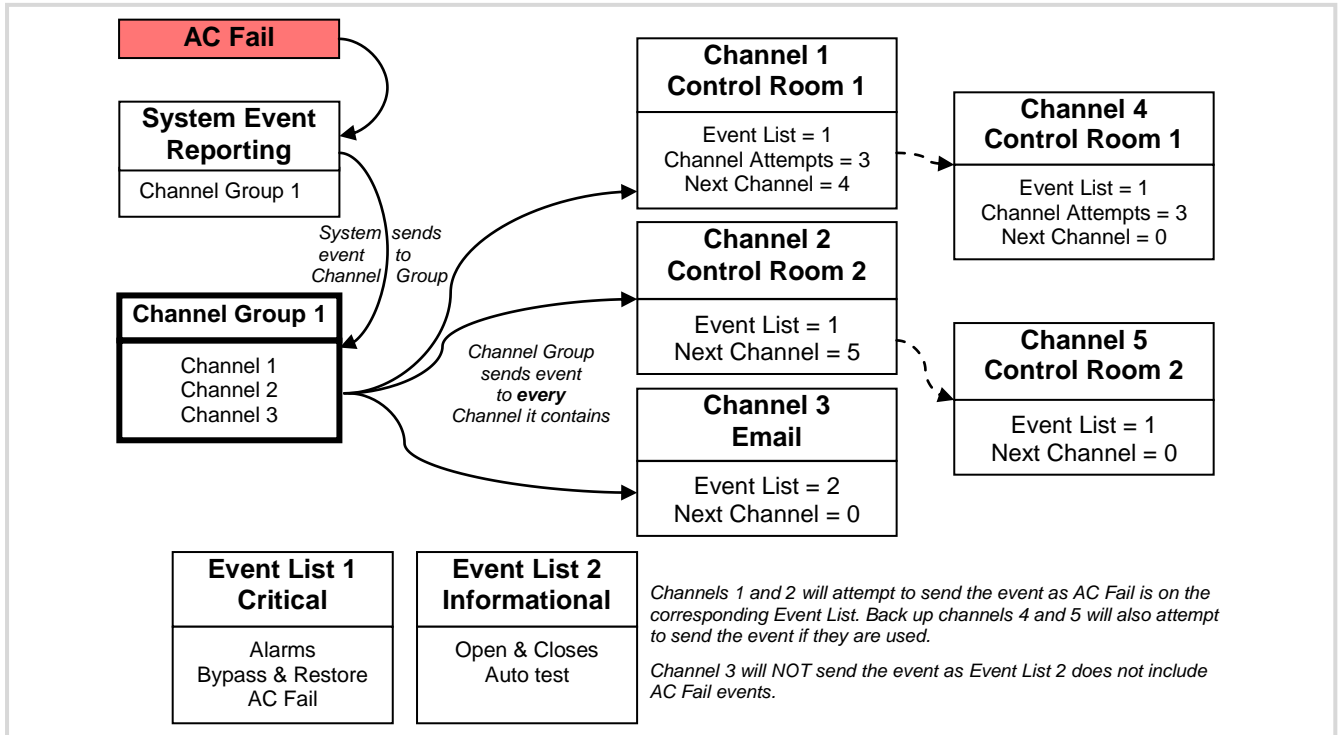 AC Fail
System Event
Reporting
Channel Group 1
System sends
event to
Channel Group
Channel Group 1
Channel 1
Channel 2
Channel 3
Channel Group
sends event
to every
Channel it contains
Channel 1
Control Room 1
Event List = 1
Channel Attempts = 3
Next Channel = 4
Channel 2
Control Room 2
Event List = 1
Next Channel = 5
Channel 3
Email
Event List = 2
Next Channel = 0
Channel 4
Control Room 1
Event List = 1
Channel Attempts = 3
Next Channel = 0
Channel 5
Control Room 2
Event List = 1
Next Channel = 0
Event List 1
Critical
Alarms
Bypass & Restore
AC Fail
Event List 2
Informational
Open & Closes
Auto test
Channels 1 and 2 will attempt to send the event as AC Fail is on the
corresponding Event List. Back up channels 4 and 5 will also attempt
to send the event if they are used.
Channel 3 will NOT send the event as Event List 2 does not include
AC Fail events.